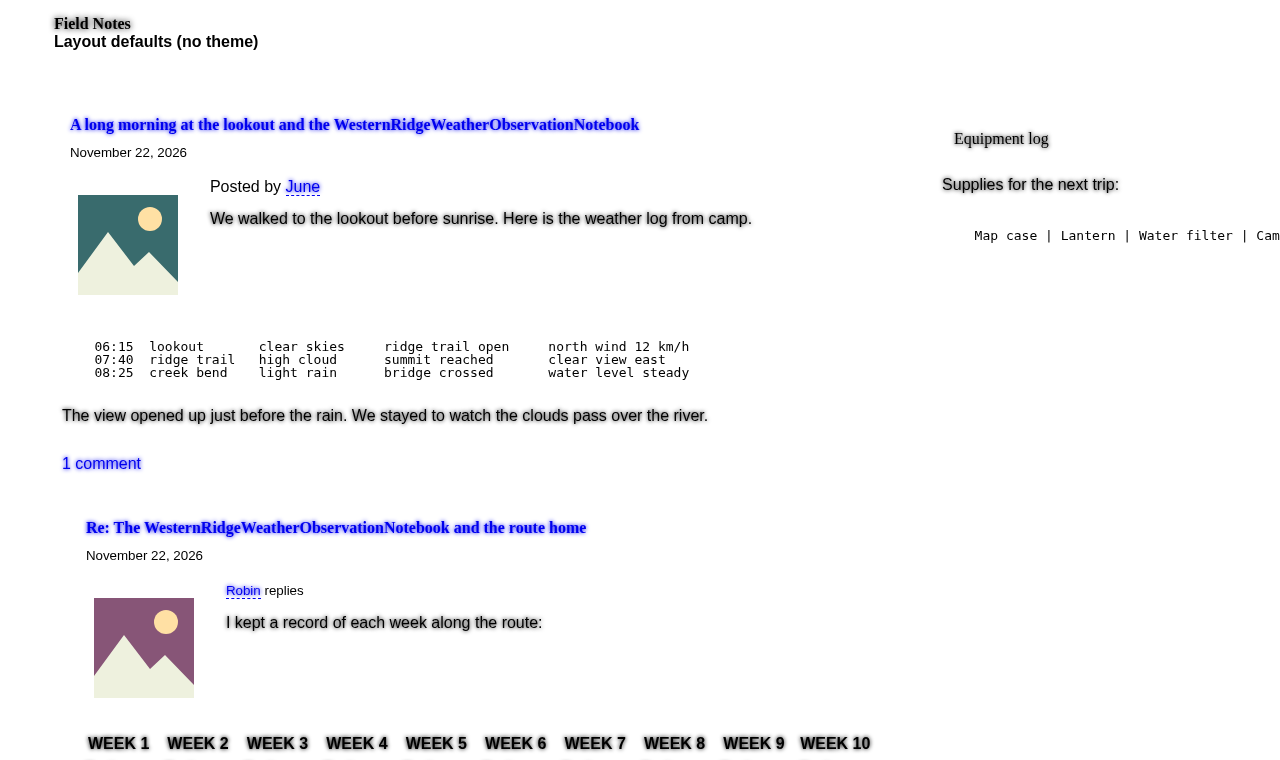 Field Notes
Layout defaults (no theme)
A long morning at the lookout and the WesternRidgeWeatherObservationNotebook
November 22, 2026
Posted by June
We walked to the lookout before sunrise. Here is the weather log from camp.
06:15  lookout       clear skies     ridge trail open     north wind 12 km/h
07:40  ridge trail   high cloud      summit reached       clear view east
08:25  creek bend    light rain      bridge crossed       water level steady
The view opened up just before the rain. We stayed to watch the clouds pass over the river.
1 comment
Re: The WesternRidgeWeatherObservationNotebook and the route home
November 22, 2026
Robin replies
I kept a record of each week along the route:
WEEK 1 WEEK 2 WEEK 3 WEEK 4 WEEK 5 WEEK 6 WEEK 7 WEEK 8 WEEK 9 WEEK 10
Equipment log
Supplies for the next trip:
Map case | Lantern | Water filter | Cam